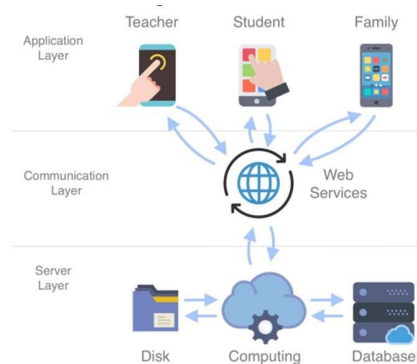 Teacher
Student
Family
Application
Layer
Communication
Layer
Web
Services
Server
Layer
Disk
Computing
Database